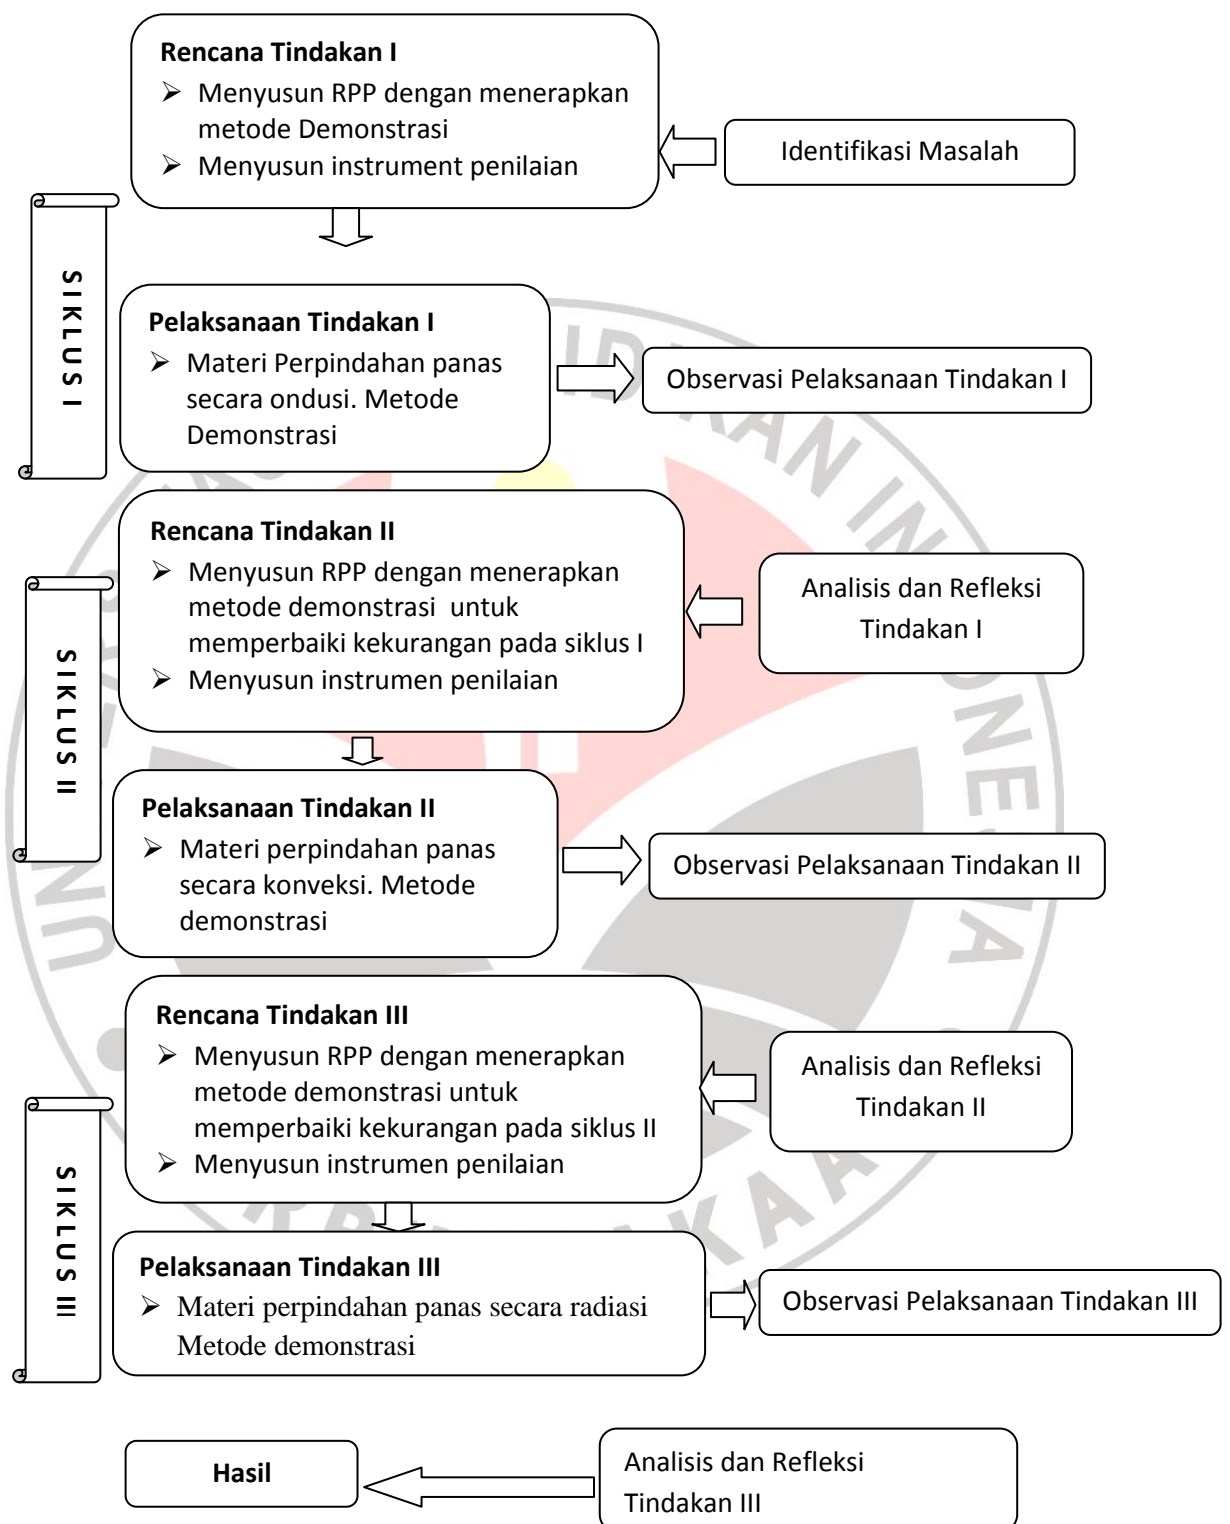 Rencana Tindakan I
➢ Menyusun RPP dengan menerapkan
metode Demonstrasi
➢ Menyusun instrument penilaian
Identifikasi Masalah
SIKLUS I
Pelaksanaan Tindakan I
➢ Materi Perpindahan panas
secara ondusi. Metode
Demonstrasi
Observasi Pelaksanaan Tindakan I
Rencana Tindakan II
➢ Menyusun RPP dengan menerapkan
metode demonstrasi untuk
memperbaiki kekurangan pada siklus I
➢ Menyusun instrumen penilaian
Analisis dan Refleksi
Tindakan I
SIKLUS II
Pelaksanaan Tindakan II
➢ Materi perpindahan panas
secara konveksi. Metode
demonstrasi
Observasi Pelaksanaan Tindakan II
Rencana Tindakan III
➢ Menyusun RPP dengan menerapkan
metode demonstrasi untuk
memperbaiki kekurangan pada siklus II
➢ Menyusun instrumen penilaian
Analisis dan Refleksi
Tindakan II
SIKLUS III
Pelaksanaan Tindakan III
➢ Materi perpindahan panas secara radiasi
Metode demonstrasi
Observasi Pelaksanaan Tindakan III
Hasil
Analisis dan Refleksi
Tindakan III
INDONESIA